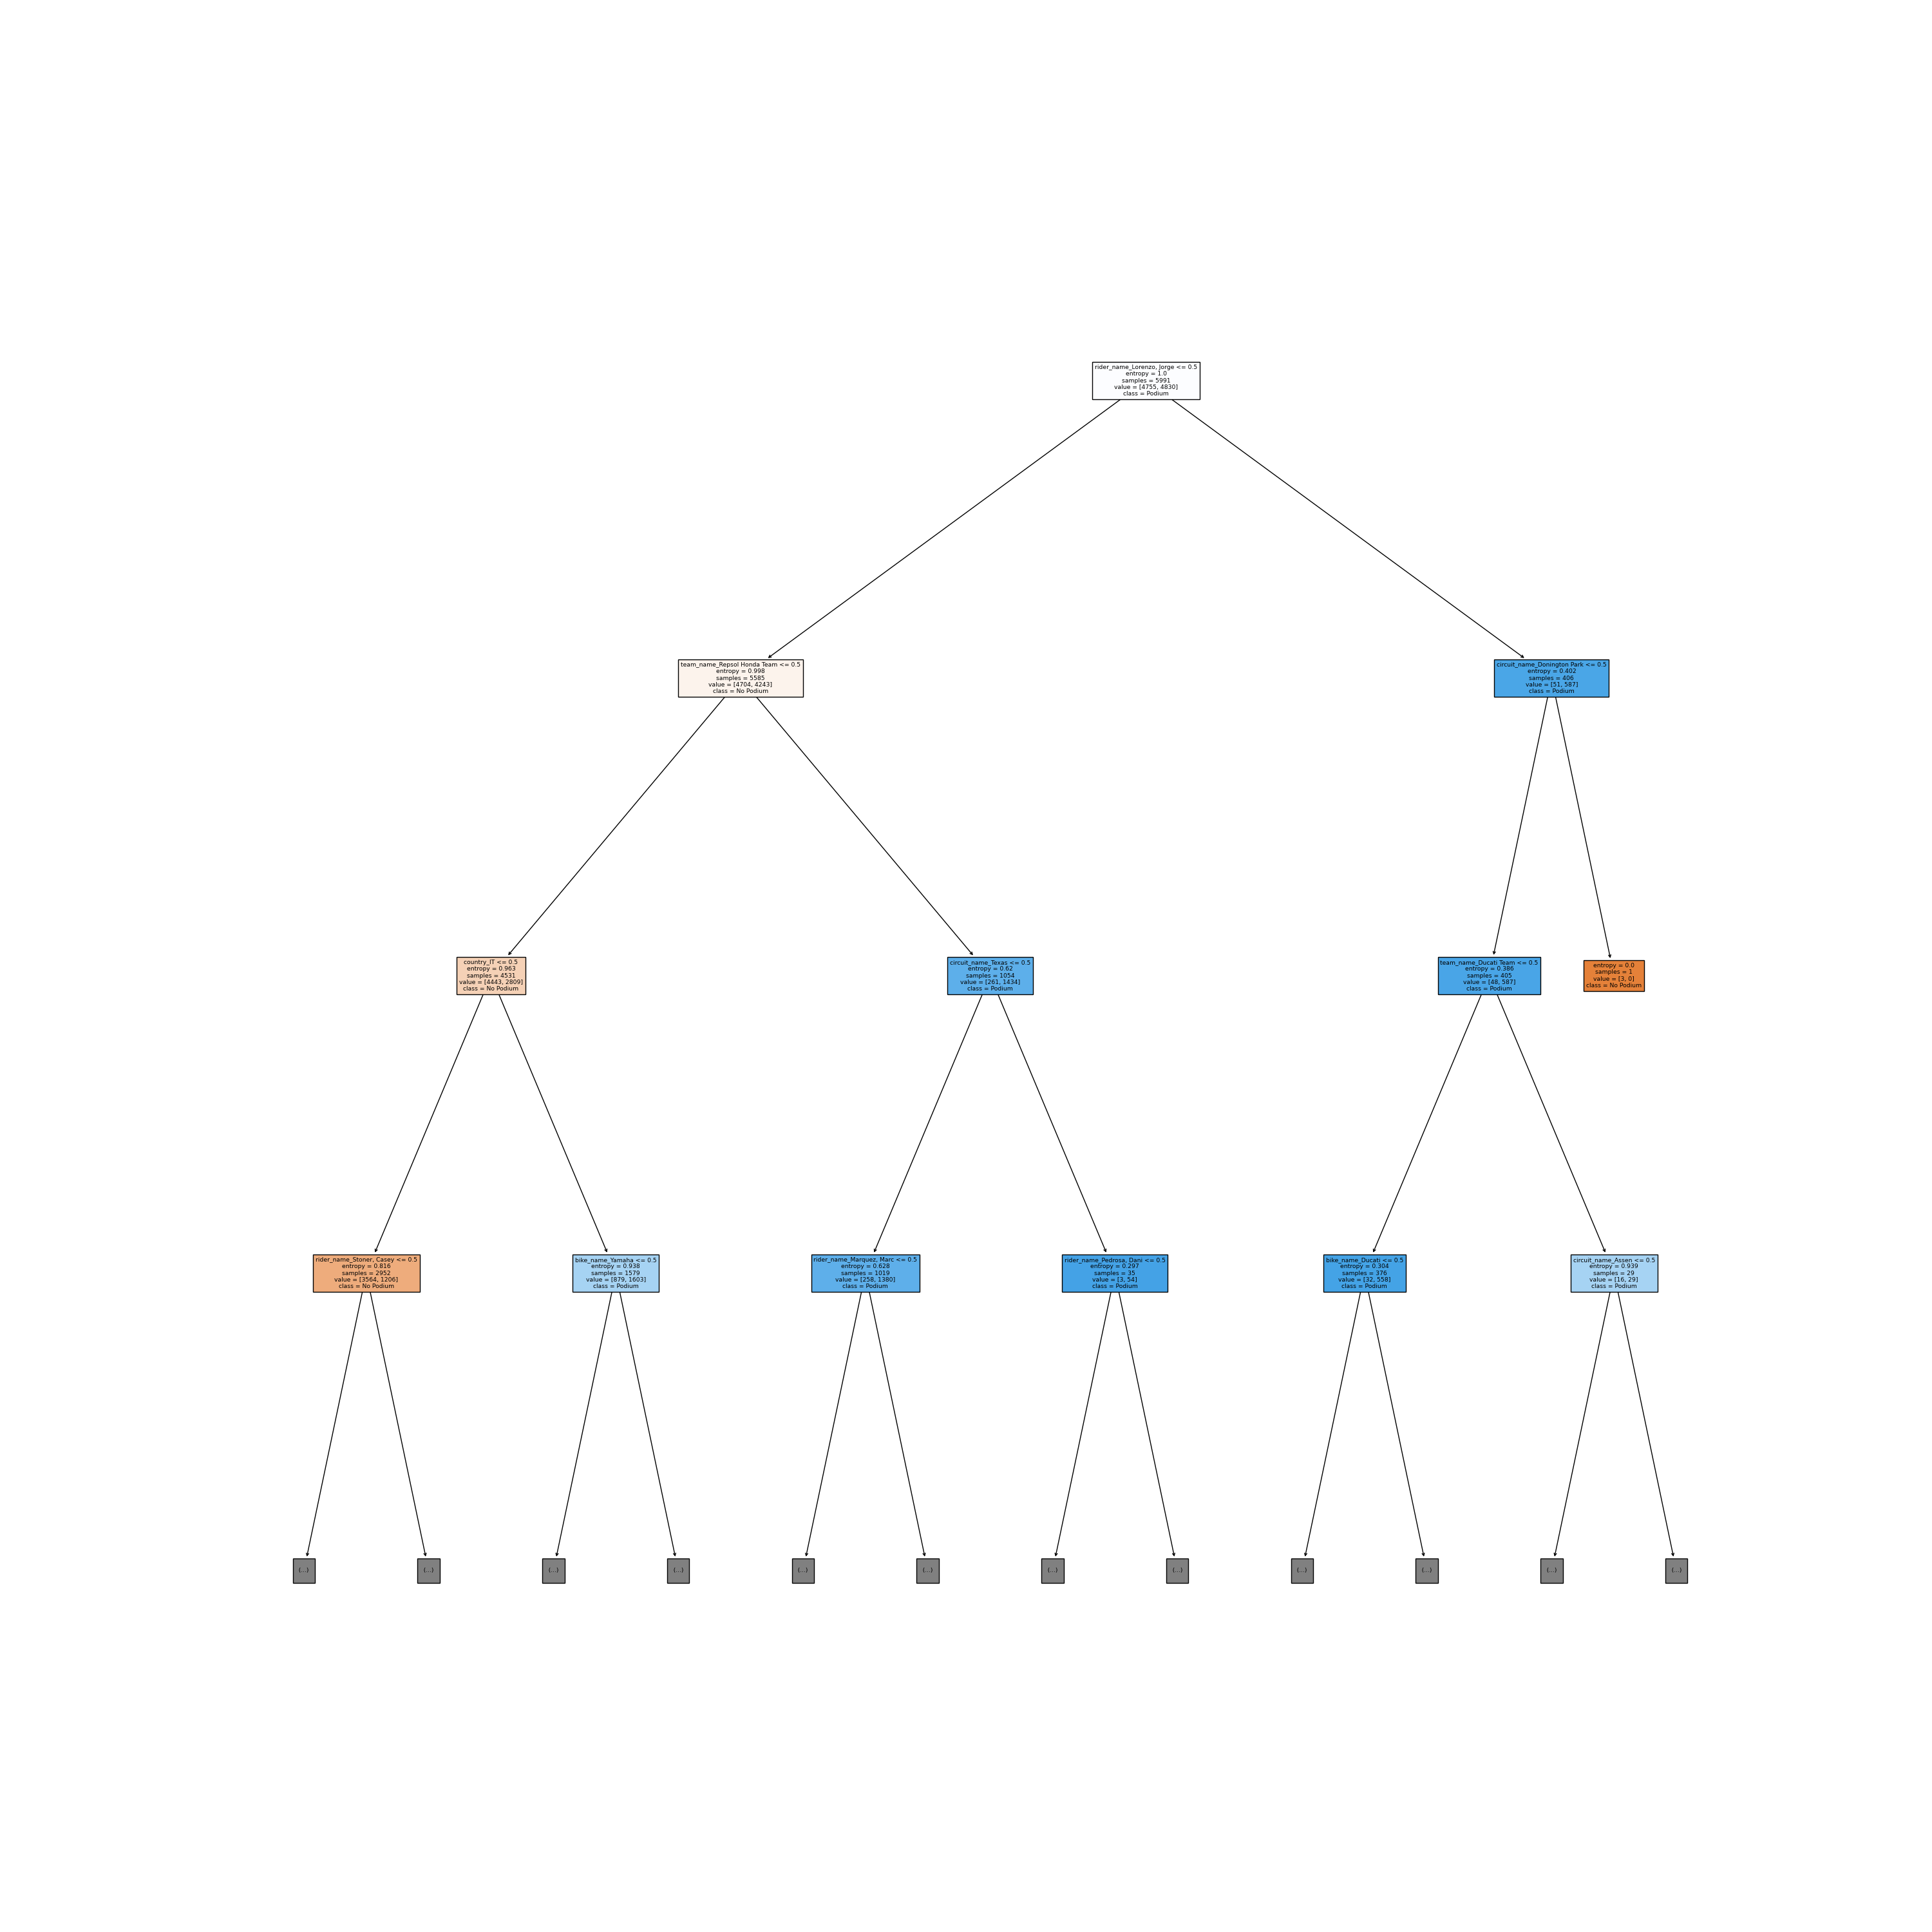 rider_name_Lorenzo, Jorge <= 0.5
entropy = 1.0
samples = 5991
value = [4755, 4830]
class = Podium
team_name_Repsol Honda Team <= 0.5
entropy = 0.998
samples = 5585
value = [4704, 4243]
class = No Podium
circuit_name_Donington Park <= 0.5
entropy = 0.402
samples = 406
value = [51, 587]
class = Podium
country_IT <= 0.5
entropy = 0.963
samples = 4531
value = [4443, 2809]
class = No Podium
circuit_name_Texas <= 0.5
entropy = 0.62
samples = 1054
value = [261, 1434]
class = Podium
team_name_Ducati Team <= 0.5
entropy = 0.386
samples = 405
value = [48, 587]
class = Podium
entropy = 0.0
samples = 1
value = [3, 0]
class = No Podium
rider_name_Stoner, Casey <= 0.5
entropy = 0.816
samples = 2952
value = [3564, 1206]
class = No Podium
bike_name_Yamaha <= 0.5
entropy = 0.938
samples = 1579
value = [879, 1603]
class = Podium
rider_name_Marquez, Marc <= 0.5
entropy = 0.628
samples = 1019
value = [258, 1380]
class = Podium
rider_name_Pedrosa, Dani <= 0.5
entropy = 0.297
samples = 35
value = [3, 54]
class = Podium
bike_name_Ducati <= 0.5
entropy = 0.304
samples = 376
value = [32, 558]
class = Podium
circuit_name_Assen <= 0.5
entropy = 0.939
samples = 29
value = [16, 29]
class = Podium
(...)
(...)
(...)
(...)
(...)
(...)
(...)
(...)
(...)
(...)
(...)
(...)